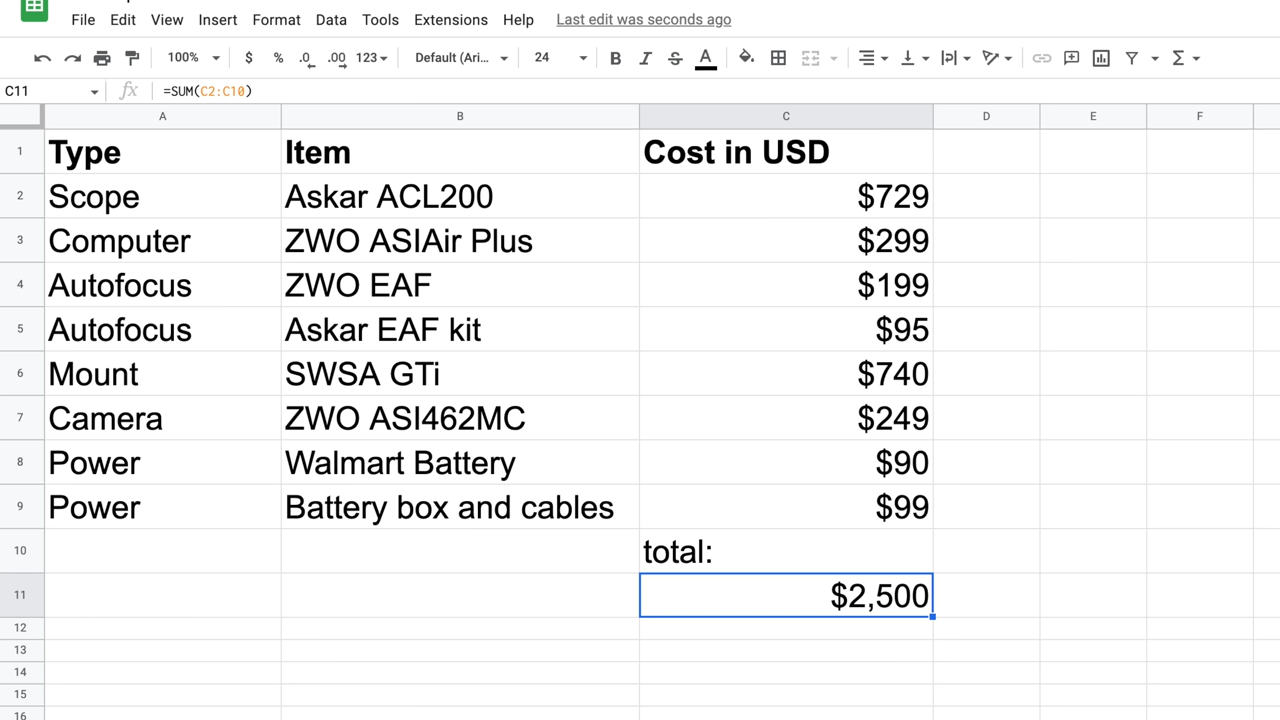 File Edit View Insert Format Data Tools Extensions Help Last edit was seconds ago
100% $ % .0 .00 123 Default (Ari... 24 B I S A Σ
C11 fx =SUM(C2:C10)
A B C D E F
1 Type Item Cost in USD
2 Scope Askar ACL200 $729
3 Computer ZWO ASIAir Plus $299
4 Autofocus ZWO EAF $199
5 Autofocus Askar EAF kit $95
6 Mount SWSA GTi $740
7 Camera ZWO ASI462MC $249
8 Power Walmart Battery $90
9 Power Battery box and cables $99
10 total:
11 $2,500
12
13
14
15
16